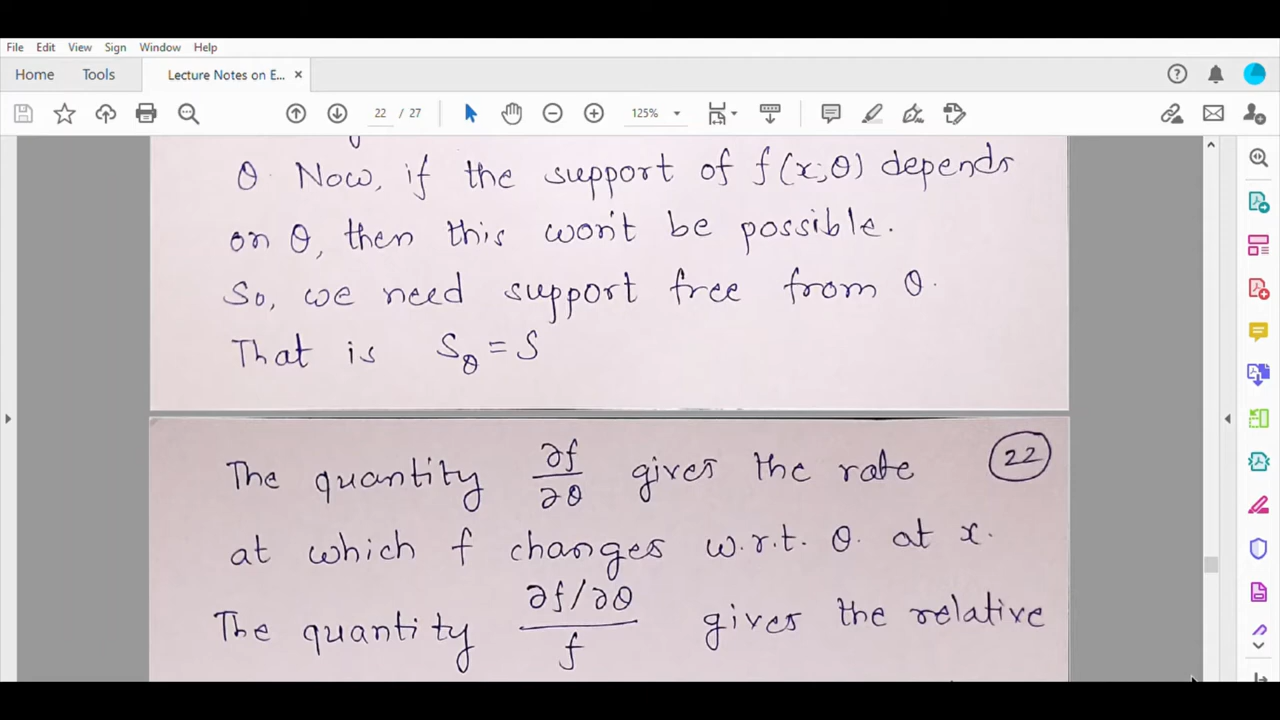 File Edit View Sign Window Help
Home Tools Lecture Notes on E... ×
22 / 27 125%
θ. Now, if the support of f(x;θ) depends
on θ, then this won't be possible.
So, we need support free from θ.
That is S_θ = S
The quantity ∂f/∂θ gives the rate 22
at which f changes w.r.t. θ. at x.
The quantity (∂f/∂θ)/f gives the relative